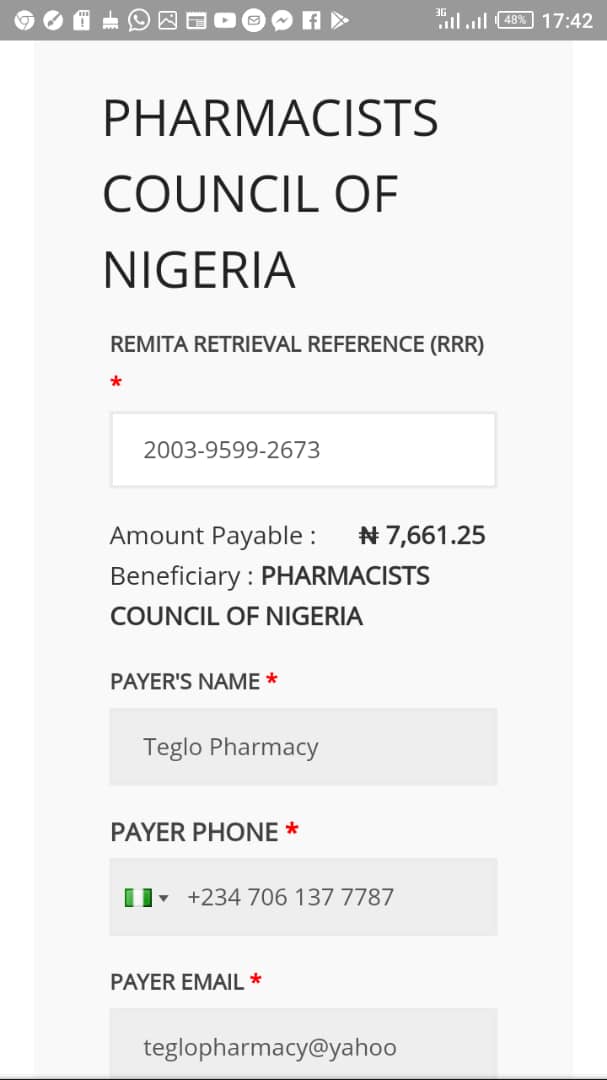 3G 48% 17:42
PHARMACISTS
COUNCIL OF
NIGERIA
REMITA RETRIEVAL REFERENCE (RRR)
*
2003-9599-2673
Amount Payable : ₦ 7,661.25
Beneficiary : PHARMACISTS
COUNCIL OF NIGERIA
PAYER'S NAME *
Teglo Pharmacy
PAYER PHONE *
+234 706 137 7787
PAYER EMAIL *
teglopharmacy@yahoo